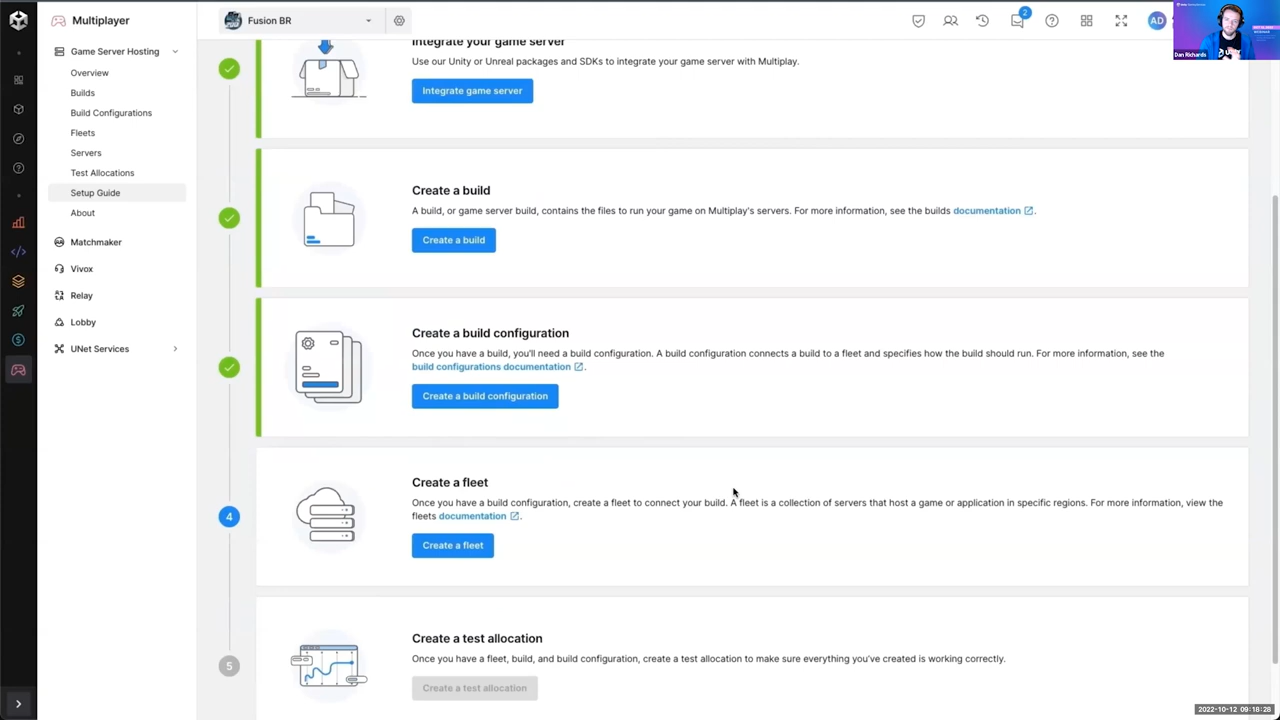 Multiplayer
Fusion BR
2
AD
Dan Richards
Game Server Hosting
Overview
Builds
Build Configurations
Fleets
Servers
Test Allocations
Setup Guide
About
Matchmaker
Vivox
Relay
Lobby
UNet Services
Integrate your game server
Use our Unity or Unreal packages and SDKs to integrate your game server with Multiplay.
Integrate game server
Create a build
A build, or game server build, contains the files to run your game on Multiplay's servers. For more information, see the builds documentation.
Create a build
Create a build configuration
Once you have a build, you'll need a build configuration. A build configuration connects a build to a fleet and specifies how the build should run. For more information, see the
build configurations documentation.
Create a build configuration
4
Create a fleet
Once you have a build configuration, create a fleet to connect your build. A fleet is a collection of servers that host a game or application in specific regions. For more information, view the
fleets documentation.
Create a fleet
5
Create a test allocation
Once you have a fleet, build, and build configuration, create a test allocation to make sure everything you've created is working correctly.
Create a test allocation
2022-10-12 09:18:28